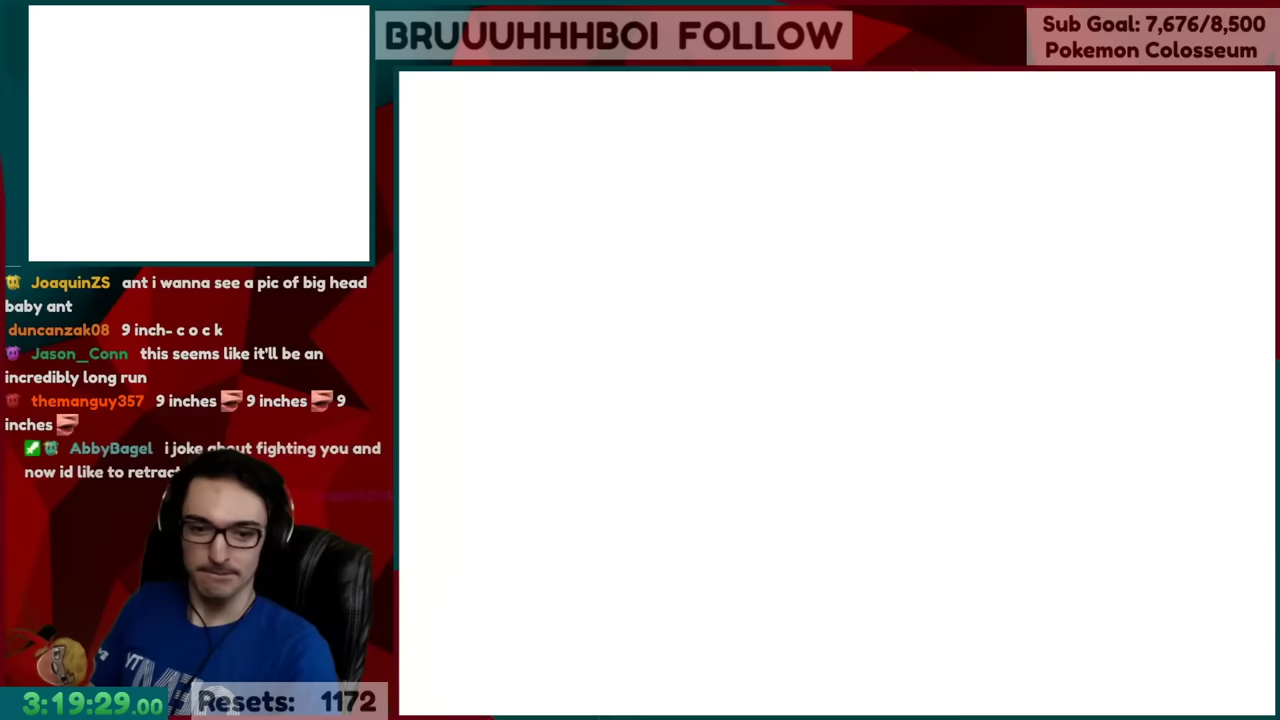 BRUUUHHHBOI FOLLOW
Sub Goal: 7,676/8,500
Pokemon Colosseum
JoaquinZS ant i wanna see a pic of big head
baby ant
duncanzak08 9 inch- c o c k
Jason_Conn this seems like it'll be an
incredibly long run
themanguy357 9 inches 9 inches 9
inches
AbbyBagel i joke about fighting you and
now id like to retract
YT
3:19:29.00
Resets: 1172